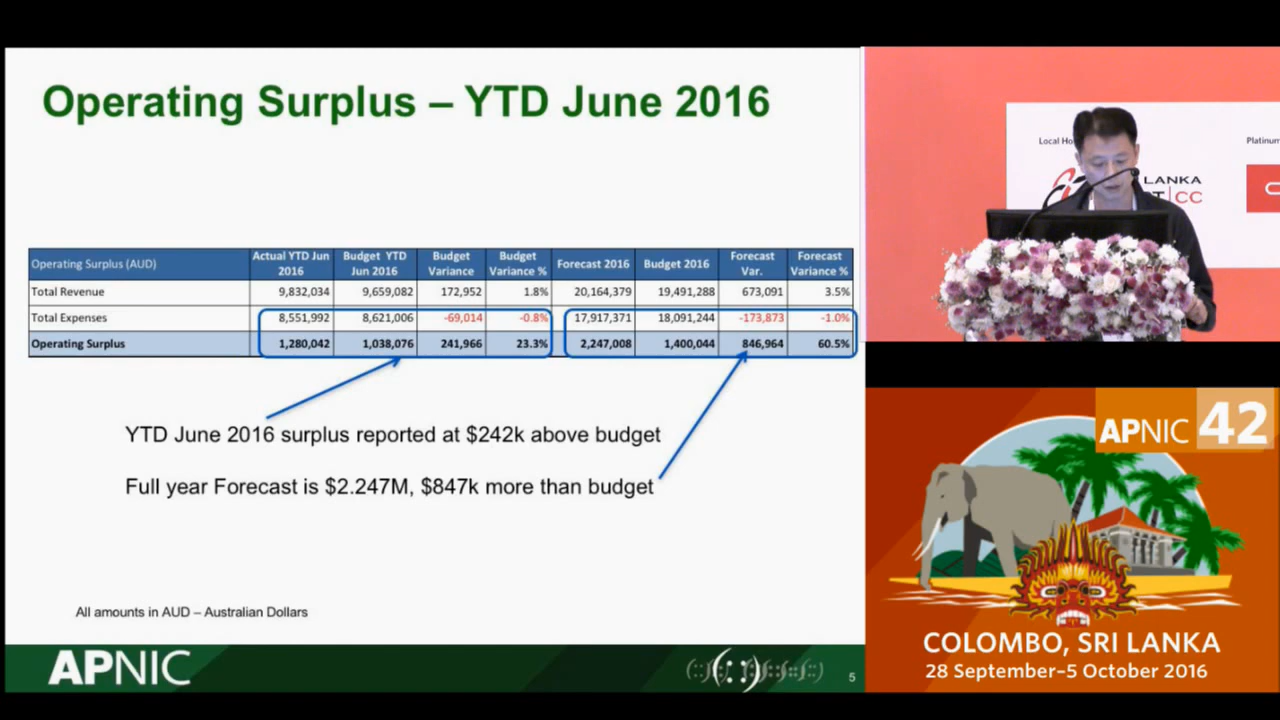 Operating Surplus – YTD June 2016
Operating Surplus (AUD) Actual YTD Jun 2016 Budget YTD Jun 2016 Budget Variance Budget Variance % Forecast 2016 Budget 2016 Forecast Var. Forecast Variance %
Total Revenue 9,832,034 9,659,082 172,952 1.8% 20,164,379 19,491,288 673,091 3.5%
Total Expenses 8,551,992 8,621,006 -69,014 -0.8% 17,917,371 18,091,244 -173,873 -1.0%
Operating Surplus 1,280,042 1,038,076 241,966 23.3% 2,247,008 1,400,044 846,964 60.5%
YTD June 2016 surplus reported at $242k above budget
Full year Forecast is $2.247M, $847k more than budget
All amounts in AUD – Australian Dollars
APNIC
5
Local
Platinum
LANKA
CC
APNIC 42
COLOMBO, SRI LANKA
28 September–5 October 2016